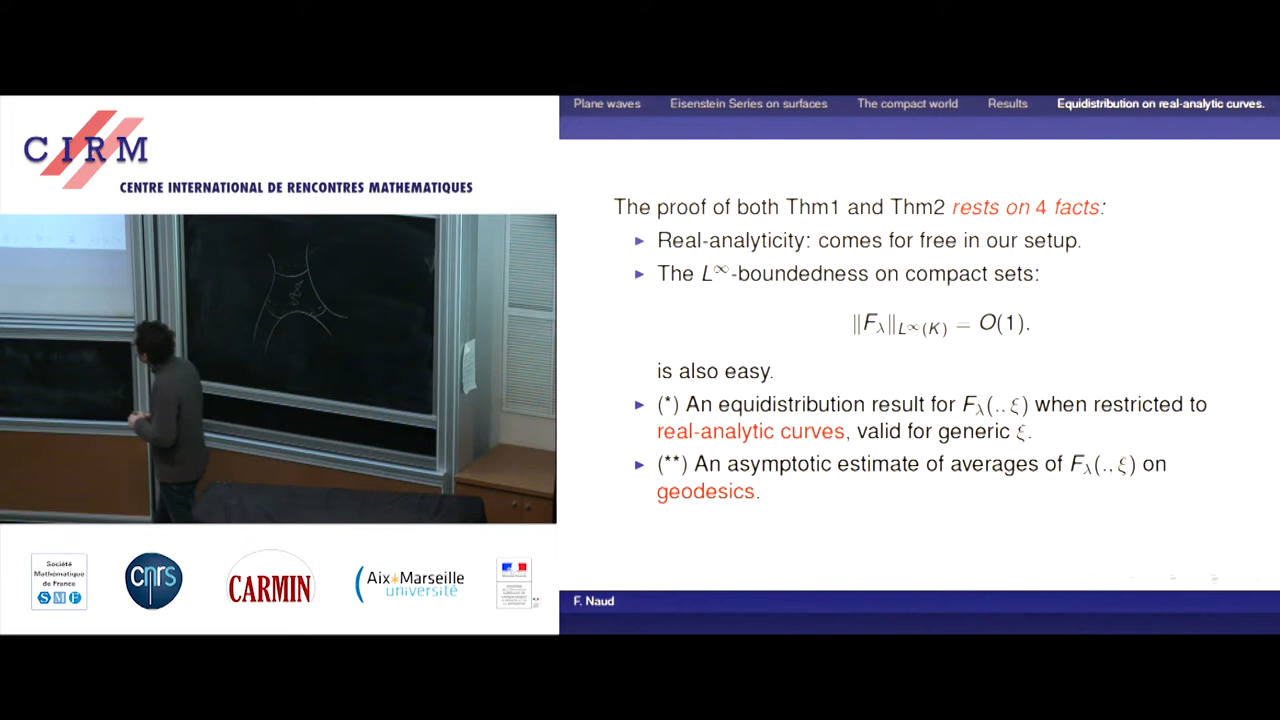 CIRM
CENTRE INTERNATIONAL DE RENCONTRES MATHEMATIQUES
Société
Mathématique
de France
SMF
cnrs
CARMIN
Aix*Marseille
université
Plane waves Eisenstein Series on surfaces The compact world Results Equidistribution on real-analytic curves.
The proof of both Thm1 and Thm2 rests on 4 facts:
Real-analyticity: comes for free in our setup.
The L^∞-boundedness on compact sets:
‖F_λ‖_{L^∞(K)} = O(1).
is also easy.
(*) An equidistribution result for F_λ(.., ξ) when restricted to
real-analytic curves, valid for generic ξ.
(**) An asymptotic estimate of averages of F_λ(.., ξ) on
geodesics.
F. Naud